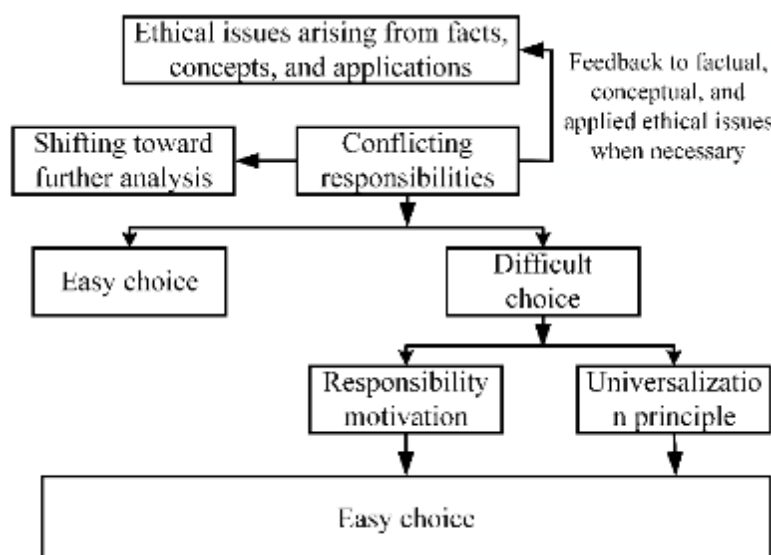 Ethical issues arising from facts,
concepts, and applications
Feedback to factual,
conceptual, and
applied ethical issues
when necessary
Shifting toward
further analysis
Conflicting
responsibilities
Easy choice
Difficult
choice
Responsibility
motivation
Universalizatio
n principle
Easy choice